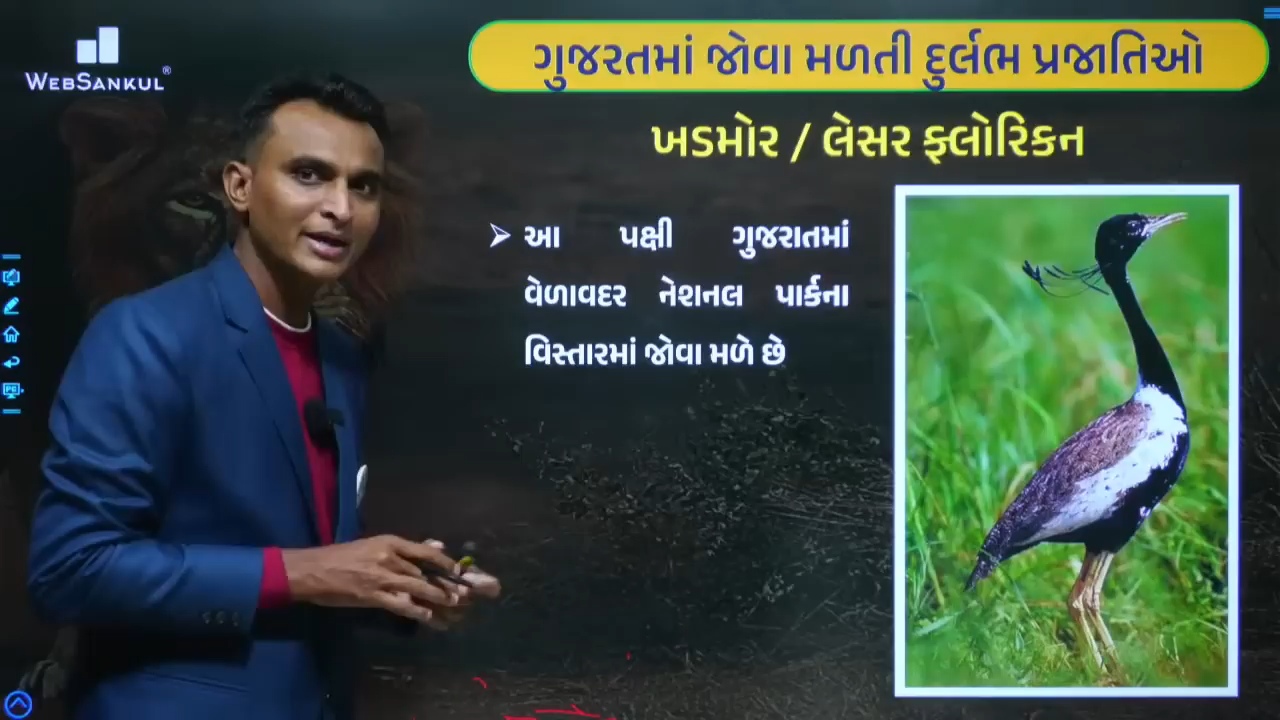 WEBSANKUL®
ગુજરતમાં જોવા મળતી દુર્લભ પ્રજાતિઓ
ખડમોર / લેસર ફ્લોરિકન
➢ આ પક્ષી ગુજરાતમાં
વેળાવદર નેશનલ પાર્કના
વિસ્તારમાં જોવા મળે છે